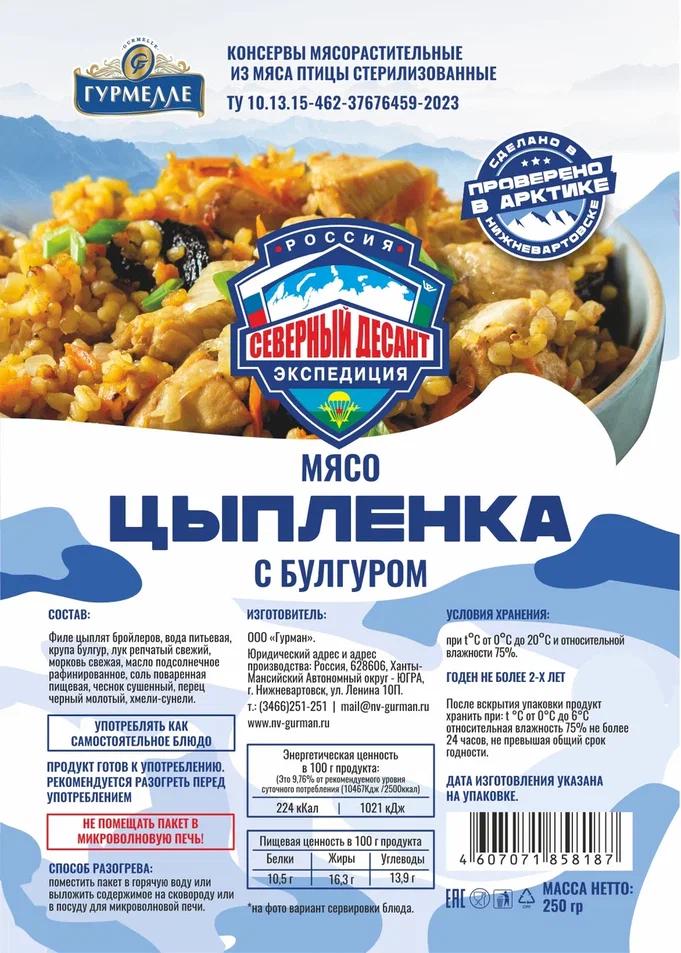 GURMELLE
ГУРМЕЛЛЕ
КОНСЕРВЫ МЯСОРАСТИТЕЛЬНЫЕ
ИЗ МЯСА ПТИЦЫ СТЕРИЛИЗОВАННЫЕ
ТУ 10.13.15-462-37676459-2023
СДЕЛАНО В
ПРОВЕРЕНО
В АРКТИКЕ
НИЖНЕВАРТОВСКЕ
РОССИЯ
СЕВЕРНЫЙ ДЕСАНТ
ЭКСПЕДИЦИЯ
МЯСО
ЦЫПЛЕНКА
С БУЛГУРОМ
СОСТАВ:
Филе цыплят бройлеров, вода питьевая,
крупа булгур, лук репчатый свежий,
морковь свежая, масло подсолнечное
рафинированное, соль поваренная
пищевая, чеснок сушенный, перец
черный молотый, хмели-сунели.
УПОТРЕБЛЯТЬ КАК
САМОСТОЯТЕЛЬНОЕ БЛЮДО
ПРОДУКТ ГОТОВ К УПОТРЕБЛЕНИЮ.
РЕКОМЕНДУЕТСЯ РАЗОГРЕТЬ ПЕРЕД
УПОТРЕБЛЕНИЕМ
НЕ ПОМЕЩАТЬ ПАКЕТ В
МИКРОВОЛНОВУЮ ПЕЧЬ!
СПОСОБ РАЗОГРЕВА:
поместить пакет в горячую воду или
выложить содержимое на сковороду или
в посуду для микроволновой печи.
ИЗГОТОВИТЕЛЬ:
ООО «Гурман».
Юридический адрес и адрес
производства: Россия, 628606, Ханты-
Мансийский Автономный округ - ЮГРА,
г. Нижневартовск, ул. Ленина 10П.
т.: (3466)251-251 | mail@nv-gurman.ru
www.nv-gurman.ru
Энергетическая ценность
в 100 г продукта:
(Это 9,76% от рекомендуемого уровня
суточного потребления (10467Кдж /2500ккал)
224 кКал | 1021 кДж
Пищевая ценность в 100 г продукта
Белки Жиры Углеводы
10,5 г 16,3 г 13,9 г
*на фото вариант сервировки блюда.
УСЛОВИЯ ХРАНЕНИЯ:
при t°C от 0°C до 20°C и относительной
влажности 75%.
ГОДЕН НЕ БОЛЕЕ 2-Х ЛЕТ
После вскрытия упаковки продукт
хранить при: t °C от 0°C до 6°C
относительная влажность 75% не более
24 часов, не превышая общий срок
годности.
ДАТА ИЗГОТОВЛЕНИЯ УКАЗАНА
НА УПАКОВКЕ.
4 607071 858187
EAC
МАССА НЕТТО:
250 гр